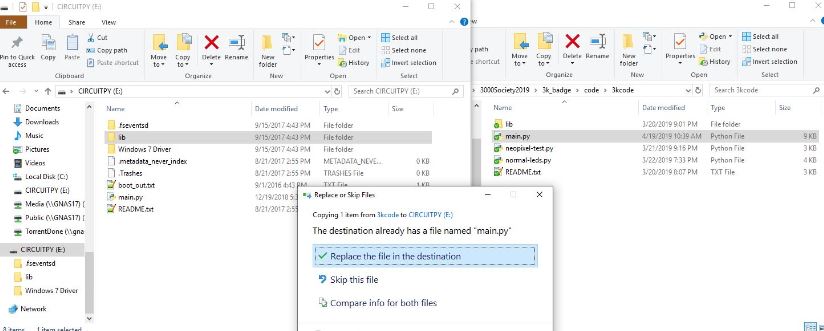 CIRCUITPY (E:)
File Home Share View
Pin to Quick access
Copy
Paste
Cut
Copy path
Paste shortcut
Clipboard
Move to
Copy to
Delete
Rename
Organize
New folder
New
Properties
Open
Edit
History
Open
Select all
Select none
Invert selection
Select
CIRCUITPY (E:)
Search CIRCUITPY (E:)
Documents
Downloads
Music
Pictures
Videos
Local Disk (C:)
CIRCUITPY (E:)
Media (\\GNAS17)
Public (\\GNAS17)
TorrentDone (\\gna
CIRCUITPY (E:)
.fseventsd
lib
Windows 7 Driver
Network
Name Date modified Type Size
.fseventsd 9/15/2017 4:43 PM File folder
lib 9/15/2017 4:43 PM File folder
Windows 7 Driver 9/15/2017 4:43 PM File folder
.metadata_never_index 8/21/2017 2:55 PM METADATA_NEVE... 0 KB
.Trashes 8/21/2017 2:55 PM TRASHES File 0 KB
boot_out.txt 9/1/2016 4:43 PM TXT File 1 KB
main.py 12/19/2018 5:3
README.txt 8/21/2017 2:55
8 items 1 item selected
Move to
Copy to
Delete
Rename
Organize
New folder
New
Properties
Open
Edit
History
Open
Select all
Select none
Invert selection
Select
3000Society2019 3k_badge code 3kcode
Search 3kcode
Name Date modified Type Size
lib 3/20/2019 9:01 PM File folder
main.py 4/19/2019 10:39 AM Python File 9 KB
neopixel-test.py 3/21/2019 9:16 PM Python File 3 KB
normal-leds.py 3/22/2019 7:33 PM Python File 4 KB
README.txt 3/20/2019 8:07 PM TXT File 3 KB
Replace or Skip Files
Copying 1 item from 3kcode to CIRCUITPY (E:)
The destination already has a file named "main.py"
Replace the file in the destination
Skip this file
Compare info for both files